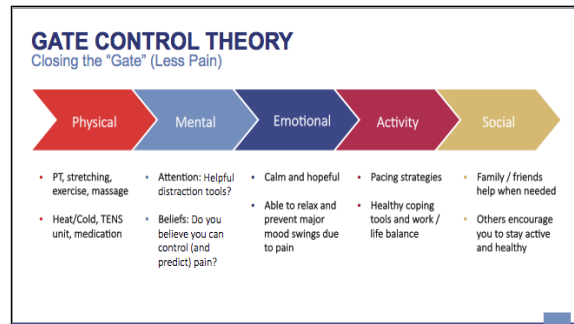 GATE CONTROL THEORY
Closing the “Gate” (Less Pain)
Physical
Mental
Emotional
Activity
Social
• PT, stretching,
exercise, massage
• Heat/Cold, TENS
unit, medication
• Attention: Helpful
distraction tools?
• Beliefs: Do you
believe you can
control (and
predict) pain?
• Calm and hopeful
• Able to relax and
prevent major
mood swings due
to pain
• Pacing strategies
• Healthy coping
tools and work /
life balance
• Family / friends
help when needed
• Others encourage
you to stay active
and healthy